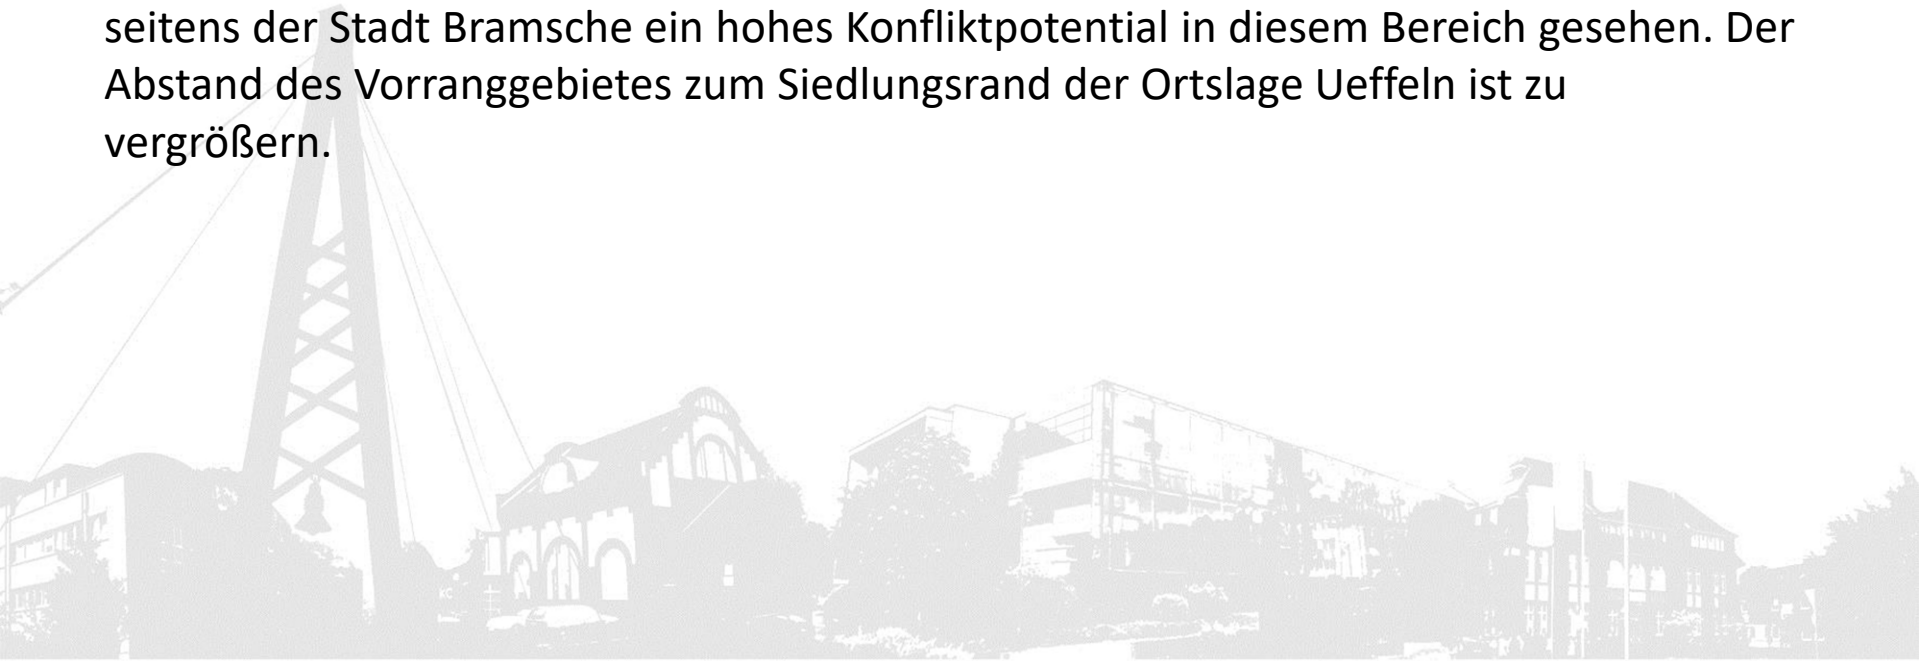 seitens der Stadt Bramsche ein hohes Konfliktpotential in diesem Bereich gesehen. Der
Abstand des Vorranggebietes zum Siedlungsrand der Ortslage Ueffeln ist zu
vergrößern.